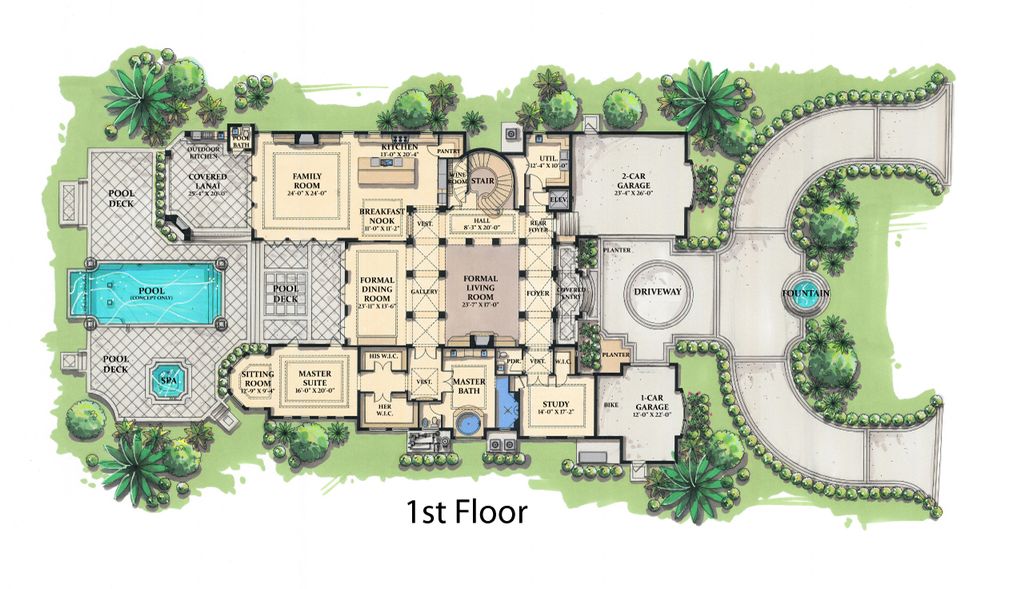 OUTDOOR
KITCHEN
POOL
BATH
COVERED
LANAI
25'-4" X 20'-0"
POOL
DECK
FAMILY
ROOM
24'-0" X 24'-0"
KITCHEN
13'-0" X 20'-4"
PANTRY
WINE
ROOM
STAIR
UTIL.
12'-4" X 10'-0"
ELEV.
2-CAR
GARAGE
23'-4" X 26'-0"
BREAKFAST
NOOK
11'-0" X 11'-2"
VEST.
HALL
8'-3" X 20'-0"
REAR
FOYER
PLANTER
POOL
(CONCEPT ONLY)
POOL
DECK
FORMAL
DINING
ROOM
23'-11" X 13'-6"
GALLERY
FORMAL
LIVING
ROOM
23'-7" X 17'-0"
FOYER
COVERED
ENTRY
DRIVEWAY
FOUNTAIN
POOL
DECK
SPA
SITTING
ROOM
12'-9" X 9'-4"
MASTER
SUITE
16'-0" X 20'-0"
HIS W.I.C.
HER
W.I.C.
VEST.
MASTER
BATH
PDR.
VEST.
W.I.C.
PLANTER
STUDY
14'-0" X 17'-2"
BIKE
1-CAR
GARAGE
12'-0" X 22'-0"
1st Floor